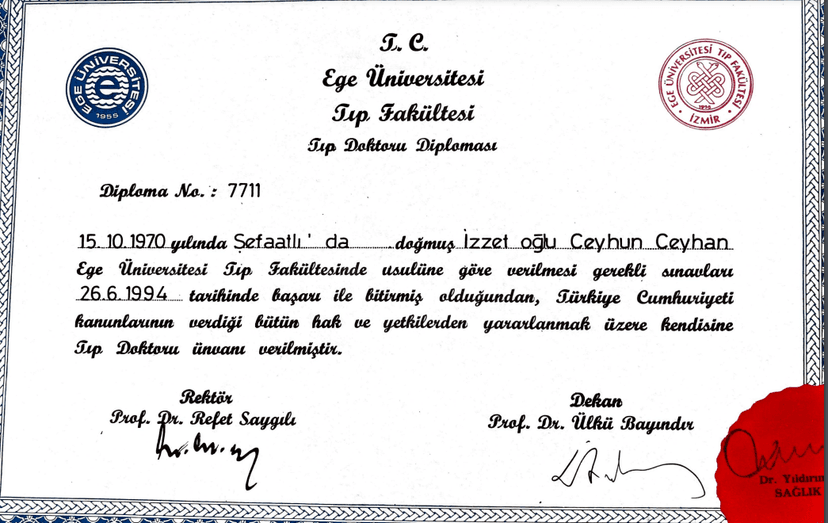 T. C.
Ege Üniversitesi
Tıp Fakültesi
Tıp Doktoru Diploması
EGE ÜNİVERSİTESİ
1955
EGE ÜNİVERSİTESİ TIP FAKÜLTESİ
İZMİR
Diploma No. : 7711
15.10.1970 yılında Şefaatlı' da doğmuş İzzet oğlu Ceyhun Ceyhan
Ege Üniversitesi Tıp Fakültesinde usulüne göre verilmesi gerekli sınavları
26.6.1994 tarihinde başarı ile bitirmiş olduğundan, Türkiye Cumhuriyeti
kanunlarının verdiği bütün hak ve yetkilerden yararlanmak üzere kendisine
Tıp Doktoru ünvanı verilmiştir.
Rektör
Prof. Dr. Refet Saygılı
Dekan
Prof. Dr. Ülkü Bayındır
Dr. Yıldırım
SAĞLIK